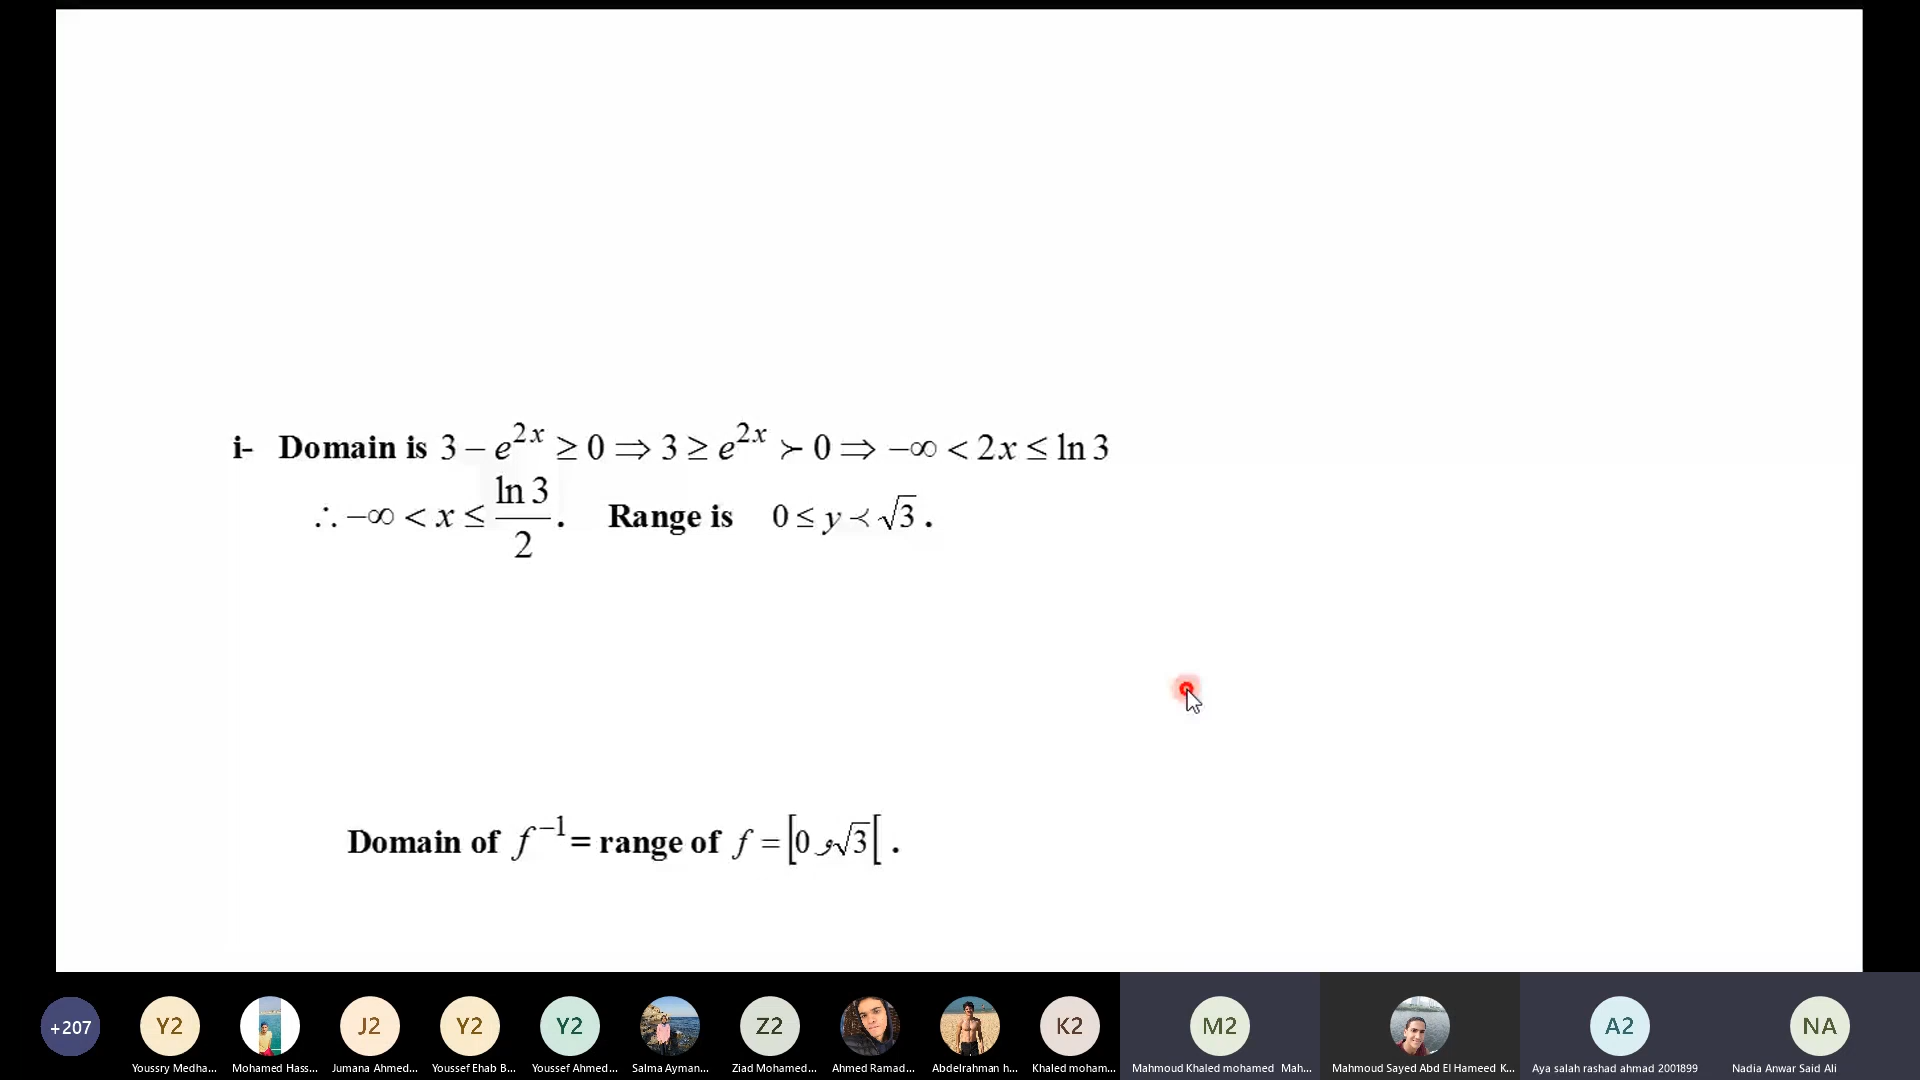 i- Domain is 3 − e^{2x} ≥ 0 ⇒ 3 ≥ e^{2x} ≻ 0 ⇒ −∞ < 2x ≤ ln 3
∴ −∞ < x ≤ \frac{ln 3}{2}. Range is 0 ≤ y ≺ √3 .
Domain of f^{−1} = range of f = [0 و √3[ .
+207 Y2 J2 Y2 Y2 Z2 K2 M2 A2 NA
Youssry Medha... Mohamed Hass... Jumana Ahmed... Youssef Ehab B... Youssef Ahmed... Salma Ayman... Ziad Mohamed... Ahmed Ramad... Abdelrahman h... Khaled moham... Mahmoud Khaled mohamed Mah... Mahmoud Sayed Abd El Hameed K... Aya salah rashad ahmad 2001899 Nadia Anwar Said Ali